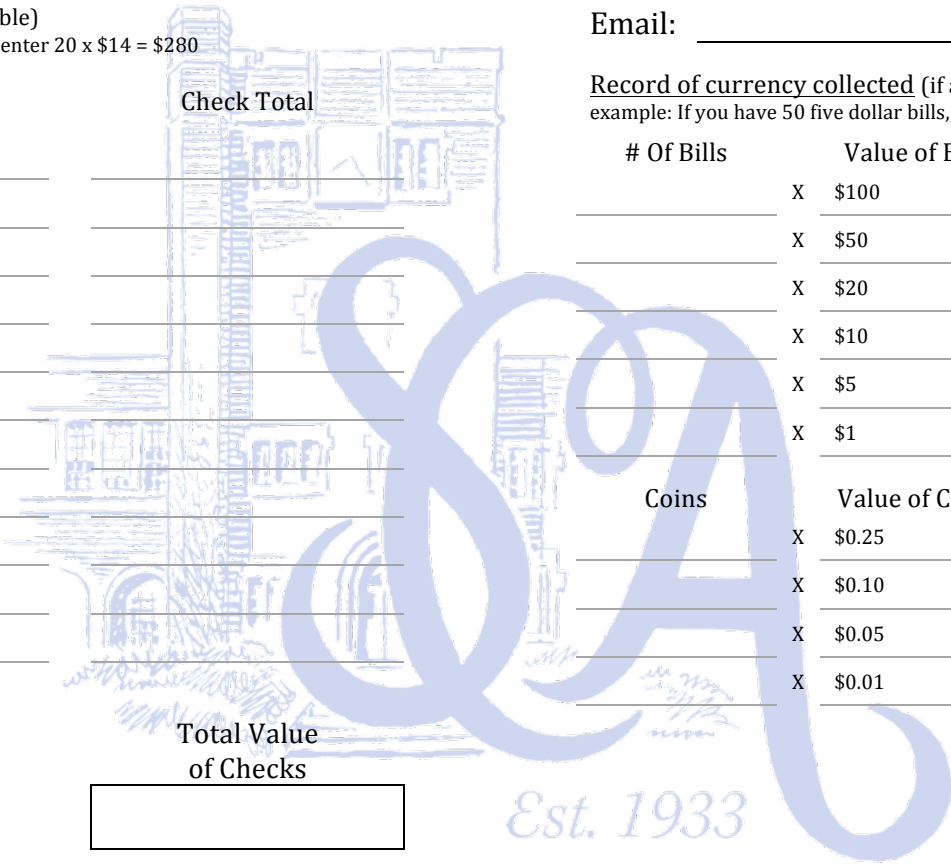 ble)
enter 20 x $14 = $280
Check Total
Total Value
of Checks
Email:
Record of currency collected (if a
example: If you have 50 five dollar bills,
# Of Bills Value of B
X $100
X $50
X $20
X $10
X $5
X $1
Coins Value of C
X $0.25
X $0.10
X $0.05
X $0.01
SA
Est. 1933